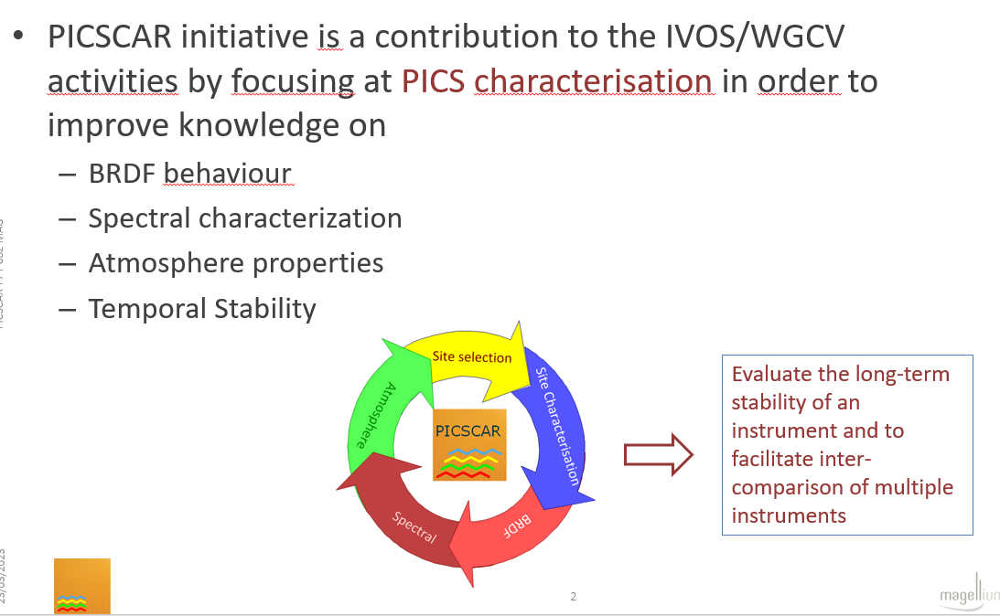 • PICSCAR initiative is a contribution to the IVOS/WGCV
activities by focusing at PICS characterisation in order to
improve knowledge on
– BRDF behaviour
– Spectral characterization
– Atmosphere properties
– Temporal Stability
Site selection
Site Characterisation
BRDF
Spectral
Atmosphere
PICSCAR
Evaluate the long-term
stability of an
instrument and to
facilitate inter-
comparison of multiple
instruments
2
magellium